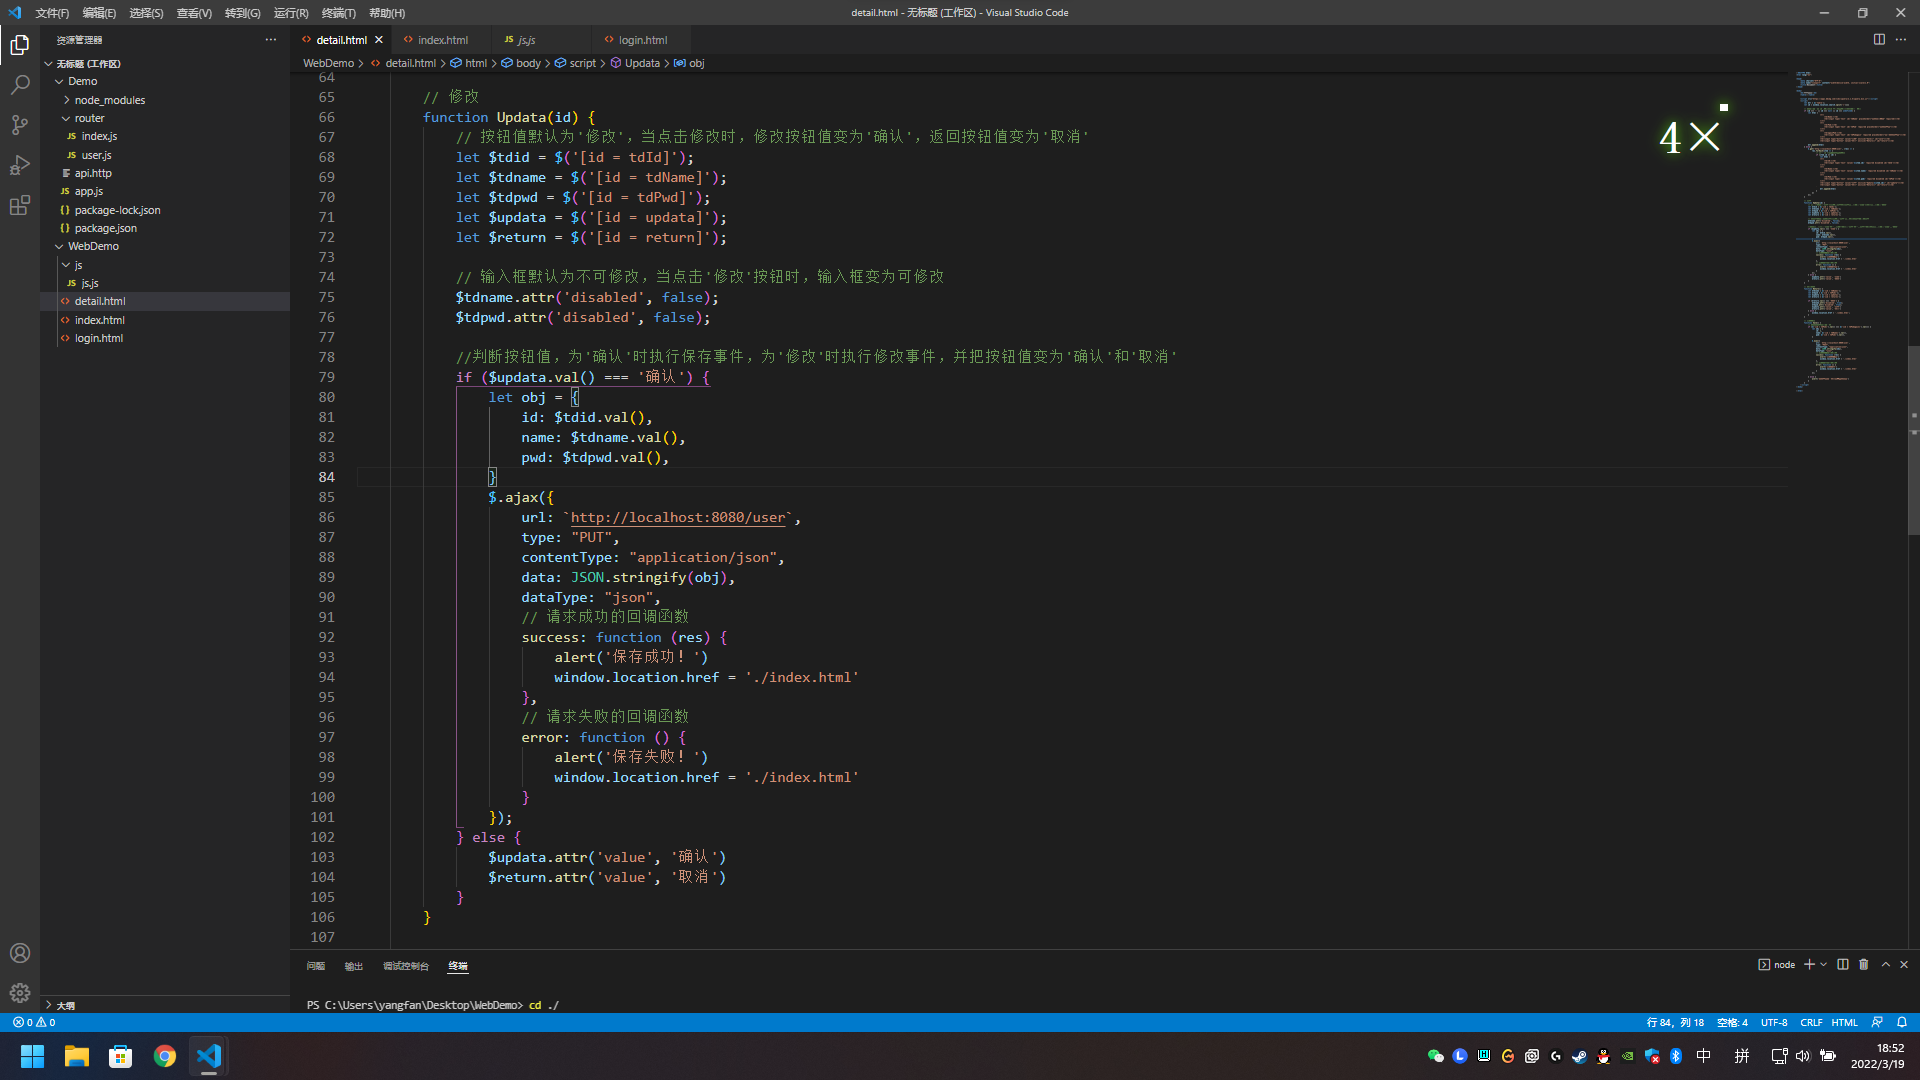 文件(F) 编辑(E) 选择(S) 查看(V) 转到(G) 运行(R) 终端(T) 帮助(H)
detail.html - 无标题 (工作区) - Visual Studio Code
资源管理器
无标题 (工作区)
Demo
node_modules
router
JS index.js
JS user.js
api.http
JS app.js
{} package-lock.json
{} package.json
WebDemo
js
JS js.js
<> detail.html
<> index.html
<> login.html
大纲
<> detail.html
<> index.html
JS js.js
<> login.html
WebDemo > <> detail.html > html > body > script > Updata > obj
4×
64
65 // 修改
66 function Updata(id) {
67 // 按钮值默认为'修改'，当点击修改时，修改按钮值变为'确认'，返回按钮值变为'取消'
68 let $tdid = $('[id = tdId]');
69 let $tdname = $('[id = tdName]');
70 let $tdpwd = $('[id = tdPwd]');
71 let $updata = $('[id = updata]');
72 let $return = $('[id = return]');
73
74 // 输入框默认为不可修改，当点击'修改'按钮时，输入框变为可修改
75 $tdname.attr('disabled', false);
76 $tdpwd.attr('disabled', false);
77
78 //判断按钮值，为'确认'时执行保存事件，为'修改'时执行修改事件，并把按钮值变为'确认'和'取消'
79 if ($updata.val() === '确认') {
80 let obj = {
81 id: $tdid.val(),
82 name: $tdname.val(),
83 pwd: $tdpwd.val(),
84 }
85 $.ajax({
86 url: `http://localhost:8080/user`,
87 type: "PUT",
88 contentType: "application/json",
89 data: JSON.stringify(obj),
90 dataType: "json",
91 // 请求成功的回调函数
92 success: function (res) {
93 alert('保存成功！')
94 window.location.href = './index.html'
95 },
96 // 请求失败的回调函数
97 error: function () {
98 alert('保存失败！')
99 window.location.href = './index.html'
100 }
101 });
102 } else {
103 $updata.attr('value', '确认')
104 $return.attr('value', '取消')
105 }
106 }
107
问题 输出 调试控制台 终端
node
PS C:\Users\yangfan\Desktop\WebDemo> cd ./
0 0
行 84，列 18 空格: 4 UTF-8 CRLF HTML
中 拼
18:52
2022/3/19